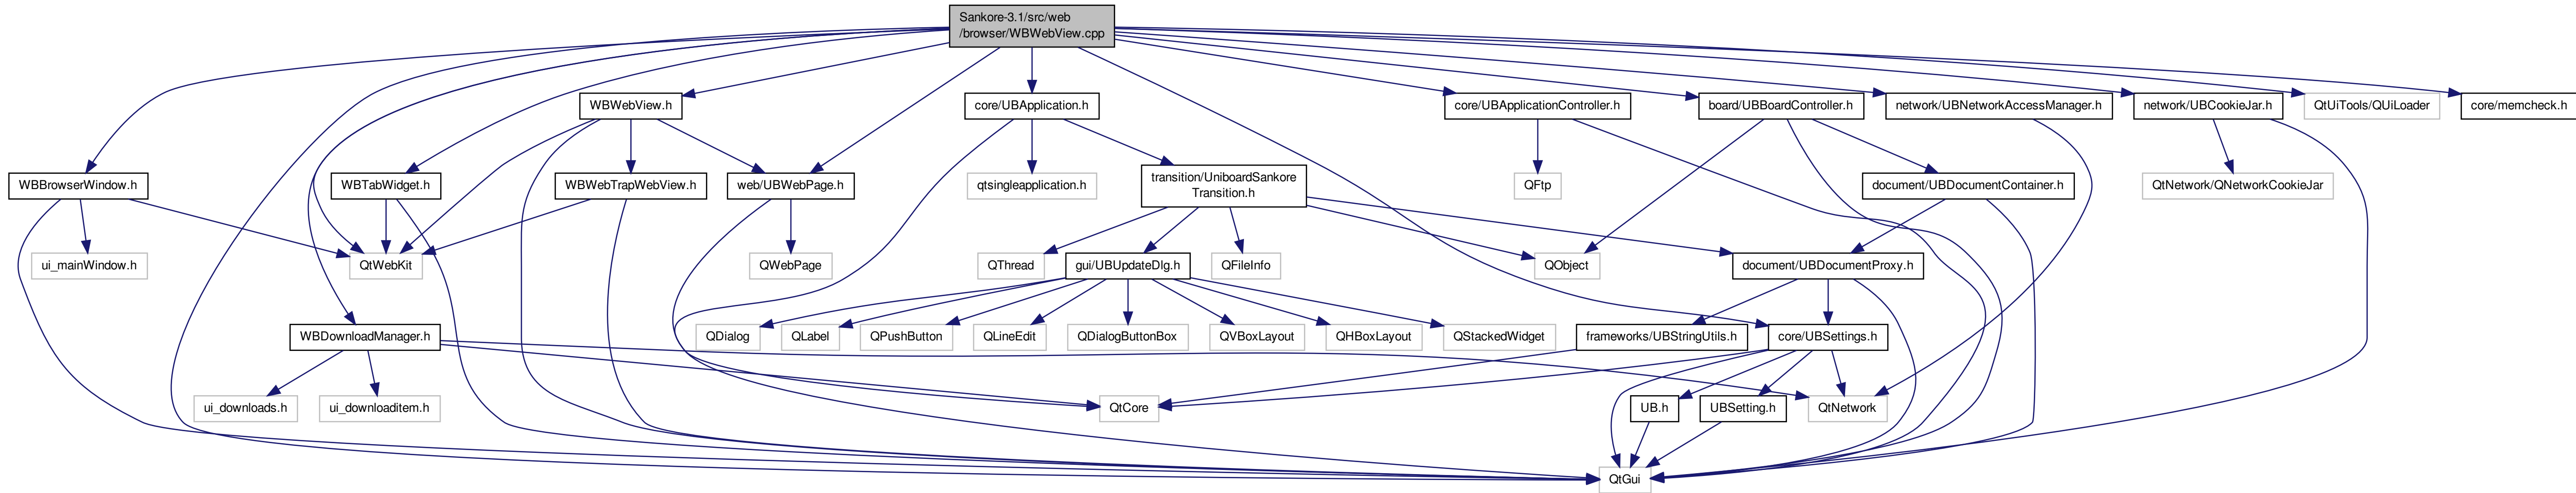 Sankore-3.1/src/web
/browser/WBWebView.cpp
WBWebView.h
core/UBApplication.h
core/UBApplicationController.h
board/UBBoardController.h
network/UBNetworkAccessManager.h
network/UBCookieJar.h
QtUiTools/QUiLoader
core/memcheck.h
WBBrowserWindow.h
WBTabWidget.h
WBWebTrapWebView.h
web/UBWebPage.h
qtsingleapplication.h
transition/UniboardSankore
Transition.h
QFtp
document/UBDocumentContainer.h
QtNetwork/QNetworkCookieJar
ui_mainWindow.h
QtWebKit
QWebPage
QThread
gui/UBUpdateDlg.h
QFileInfo
QObject
document/UBDocumentProxy.h
WBDownloadManager.h
QDialog
QLabel
QPushButton
QLineEdit
QDialogButtonBox
QVBoxLayout
QHBoxLayout
QStackedWidget
frameworks/UBStringUtils.h
core/UBSettings.h
ui_downloads.h
ui_downloaditem.h
QtCore
UB.h
UBSetting.h
QtNetwork
QtGui